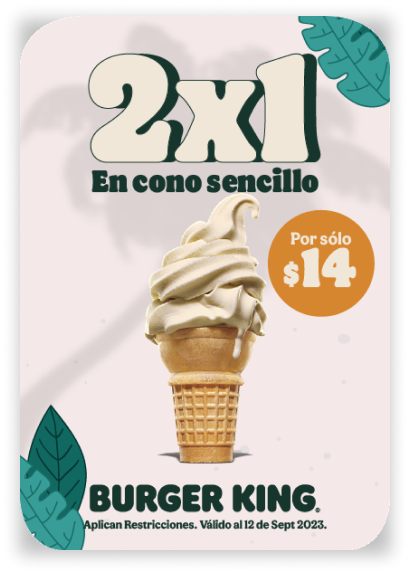 2x1
En cono sencillo
Por sólo
$14
BURGER KING®
Aplican Restricciones. Válido al 12 de Sept 2023.